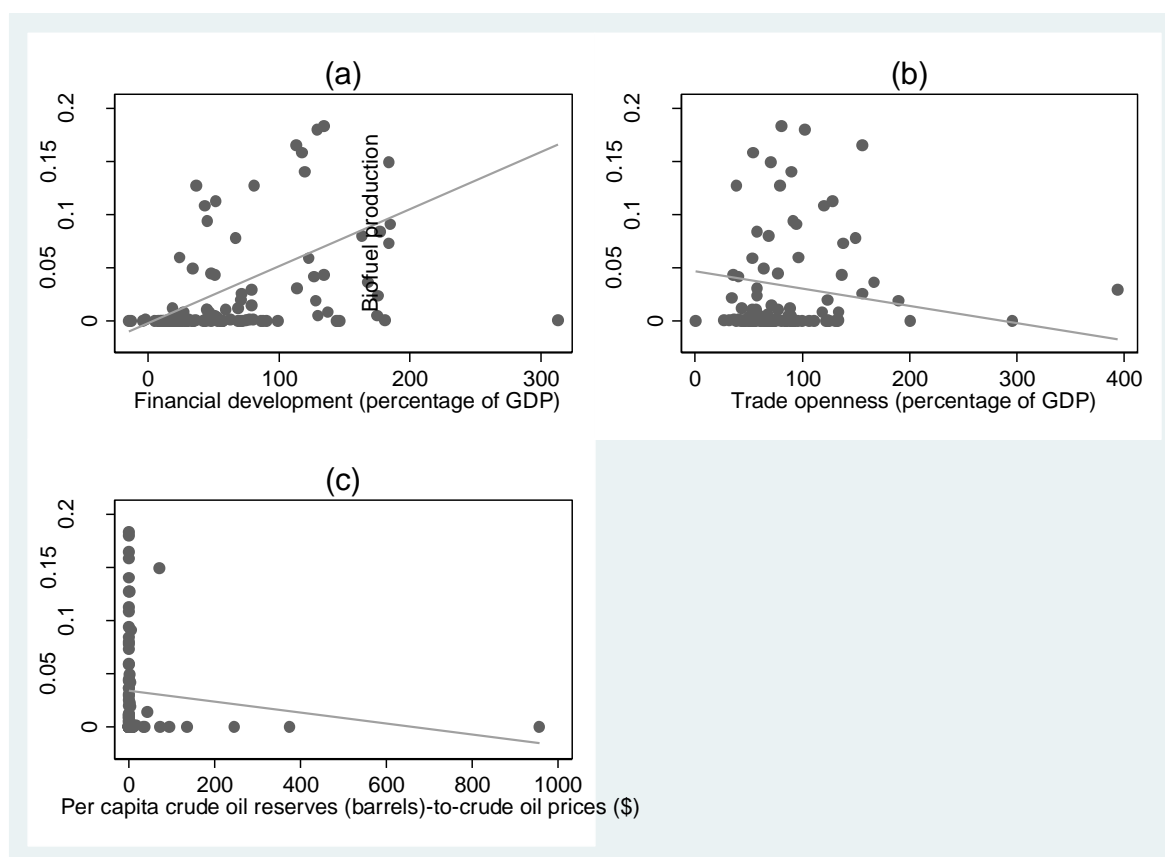 (a)
0.2
0.15
0.1
0.05
0
Biofuel production
0 100 200 300
Financial development (percentage of GDP)
(b)
0.2
0.15
0.1
0.05
0
0 100 200 300 400
Trade openness (percentage of GDP)
(c)
0.2
0.15
0.1
0.05
0
0 200 400 600 800 1000
Per capita crude oil reserves (barrels)-to-crude oil prices ($)